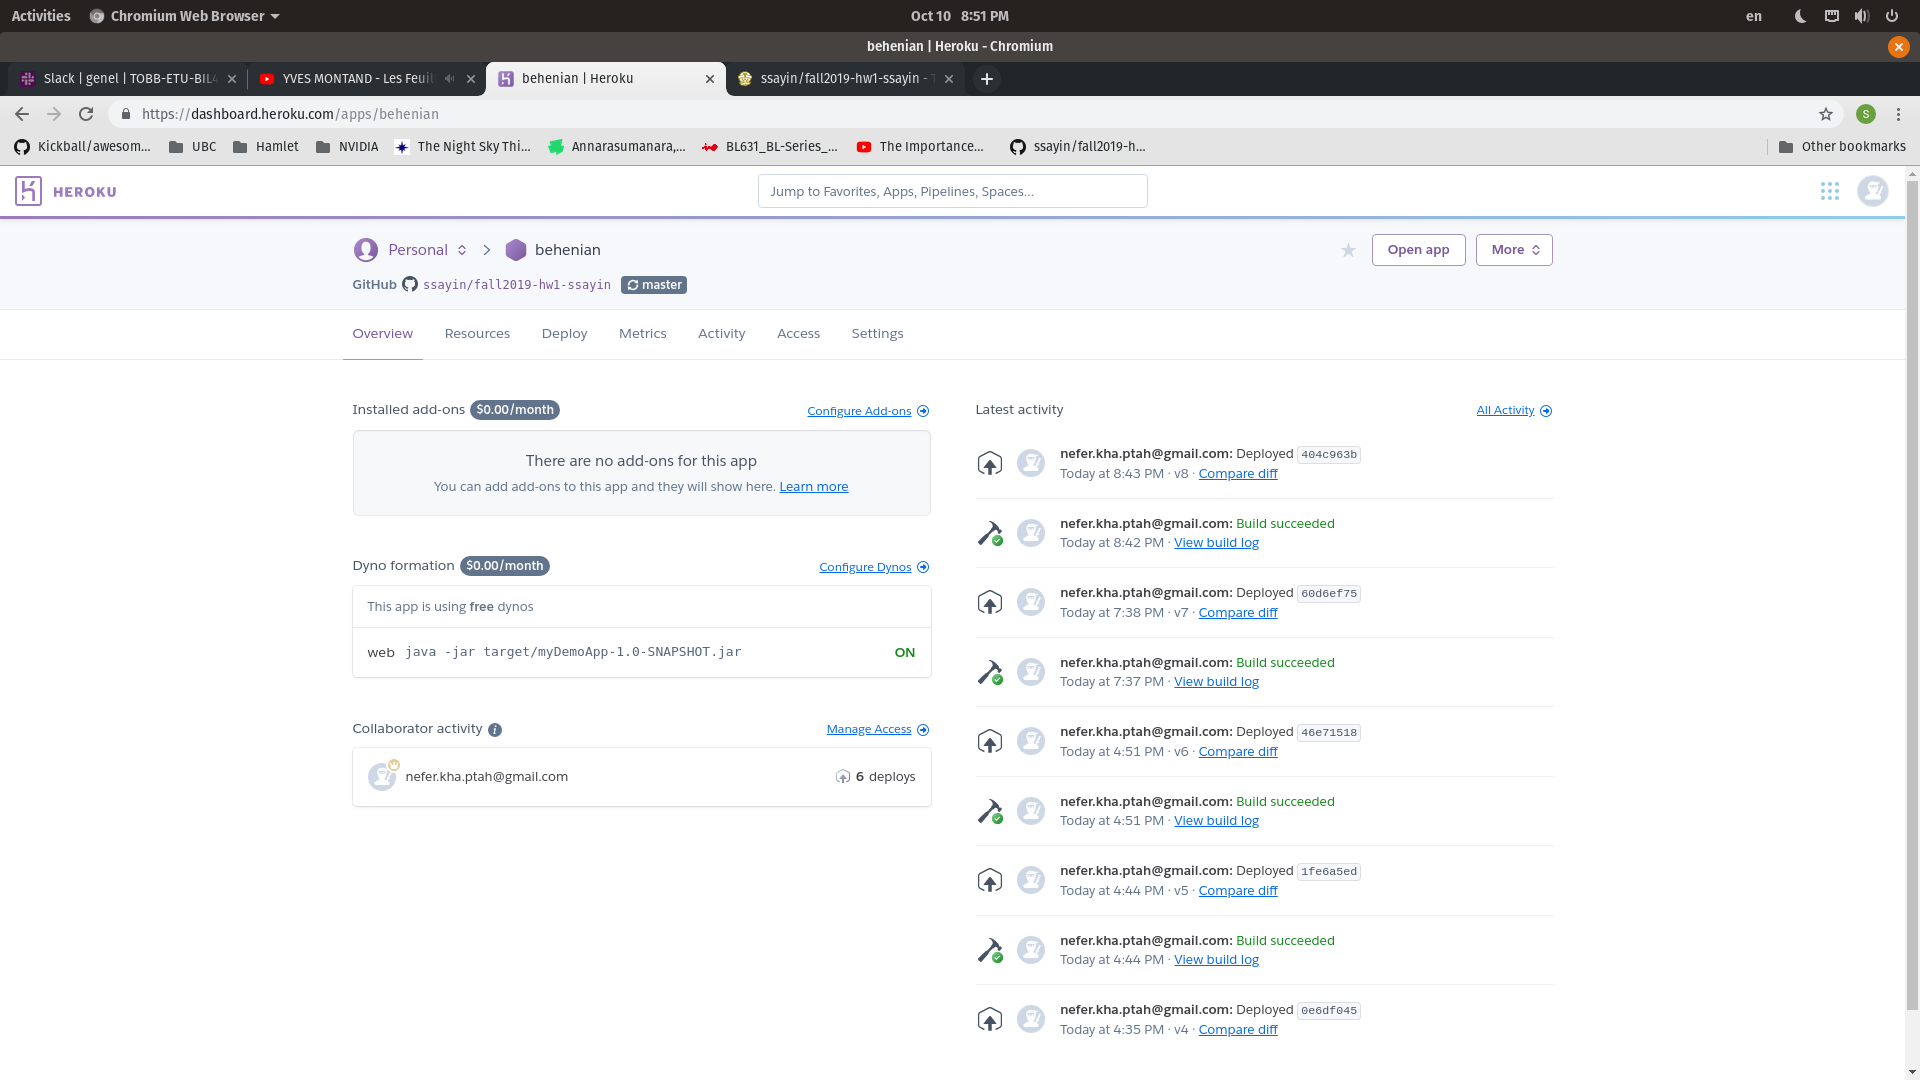 Activities
Chromium Web Browser
Oct 10 8:51 PM
en
behenian | Heroku - Chromium
Slack | genel | TOBB-ETU-BIL4
YVES MONTAND - Les Feuil
behenian | Heroku
ssayin/fall2019-hw1-ssayin -
https://dashboard.heroku.com/apps/behenian
S
Kickball/awesom...
UBC
Hamlet
NVIDIA
The Night Sky Thi...
Annarasumanara,...
BL631_BL-Series_...
The Importance...
ssayin/fall2019-h...
Other bookmarks
HEROKU
Jump to Favorites, Apps, Pipelines, Spaces...
Personal
behenian
Open app
More
GitHub ssayin/fall2019-hw1-ssayin master
Overview
Resources
Deploy
Metrics
Activity
Access
Settings
Installed add-ons $0.00/month
Configure Add-ons
There are no add-ons for this app
You can add add-ons to this app and they will show here. Learn more
Dyno formation $0.00/month
Configure Dynos
This app is using free dynos
web java -jar target/myDemoApp-1.0-SNAPSHOT.jar
ON
Collaborator activity i
Manage Access
nefer.kha.ptah@gmail.com
6 deploys
Latest activity
All Activity
nefer.kha.ptah@gmail.com: Deployed 404c963b
Today at 8:43 PM · v8 · Compare diff
nefer.kha.ptah@gmail.com: Build succeeded
Today at 8:42 PM · View build log
nefer.kha.ptah@gmail.com: Deployed 60d6ef75
Today at 7:38 PM · v7 · Compare diff
nefer.kha.ptah@gmail.com: Build succeeded
Today at 7:37 PM · View build log
nefer.kha.ptah@gmail.com: Deployed 46e71518
Today at 4:51 PM · v6 · Compare diff
nefer.kha.ptah@gmail.com: Build succeeded
Today at 4:51 PM · View build log
nefer.kha.ptah@gmail.com: Deployed 1fe6a5ed
Today at 4:44 PM · v5 · Compare diff
nefer.kha.ptah@gmail.com: Build succeeded
Today at 4:44 PM · View build log
nefer.kha.ptah@gmail.com: Deployed 0e6df045
Today at 4:35 PM · v4 · Compare diff